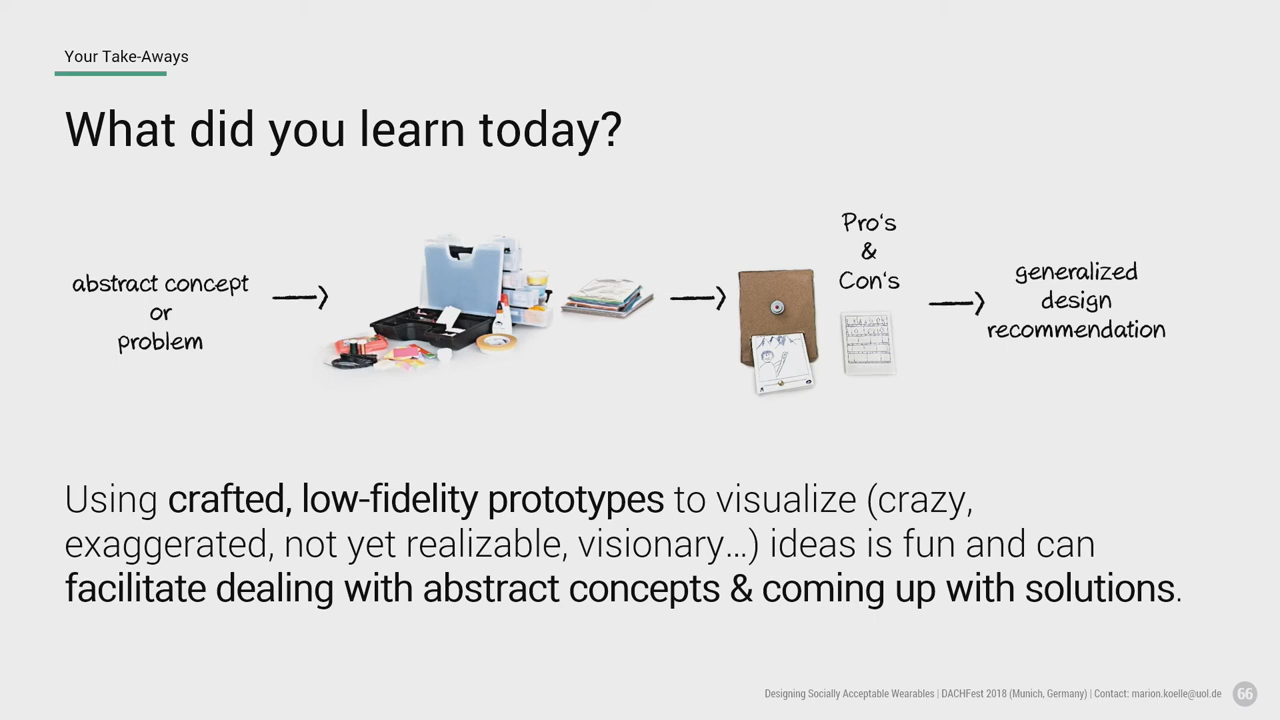 Your Take-Aways
What did you learn today?
abstract concept
or
problem
Pro's
&
Con's
generalized
design
recommendation
Using crafted, low-fidelity prototypes to visualize (crazy,
exaggerated, not yet realizable, visionary…) ideas is fun and can
facilitate dealing with abstract concepts & coming up with solutions.
Designing Socially Acceptable Wearables | DACHFest 2018 (Munich, Germany) | Contact: marion.koelle@uol.de 66